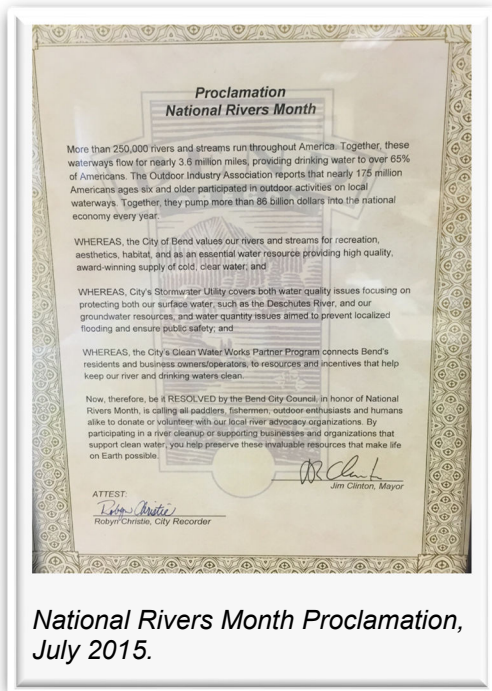 Proclamation
National Rivers Month
More than 250,000 rivers and streams run throughout America. Together, these
waterways flow for nearly 3.6 million miles, providing drinking water to over 65%
of Americans. The Outdoor Industry Association reports that nearly 175 million
Americans ages six and older participated in outdoor activities on local
waterways. Together, they pump more than 86 billion dollars into the national
economy every year.
WHEREAS, the City of Bend values our rivers and streams for recreation,
aesthetics, habitat, and as an essential water resource providing high quality,
award-winning supply of cold, clear water; and
WHEREAS, City's Stormwater Utility covers both water quality issues focusing on
protecting both our surface water, such as the Deschutes River, and our
groundwater resources, and water quantity issues aimed to prevent localized
flooding and ensure public safety; and
WHEREAS, the City's Clean Water Works Partner Program connects Bend's
residents and business owners/operators, to resources and incentives that help
keep our river and drinking waters clean.
Now, therefore, be it RESOLVED by the Bend City Council, in honor of National
Rivers Month, is calling all paddlers, fishermen, outdoor enthusiasts and humans
alike to donate or volunteer with our local river advocacy organizations. By
participating in a river cleanup or supporting businesses and organizations that
support clean water, you help preserve these invaluable resources that make life
on Earth possible.
Jim Clinton, Mayor
ATTEST:
Robyn Christie
Robyn Christie, City Recorder
National Rivers Month Proclamation,
July 2015.